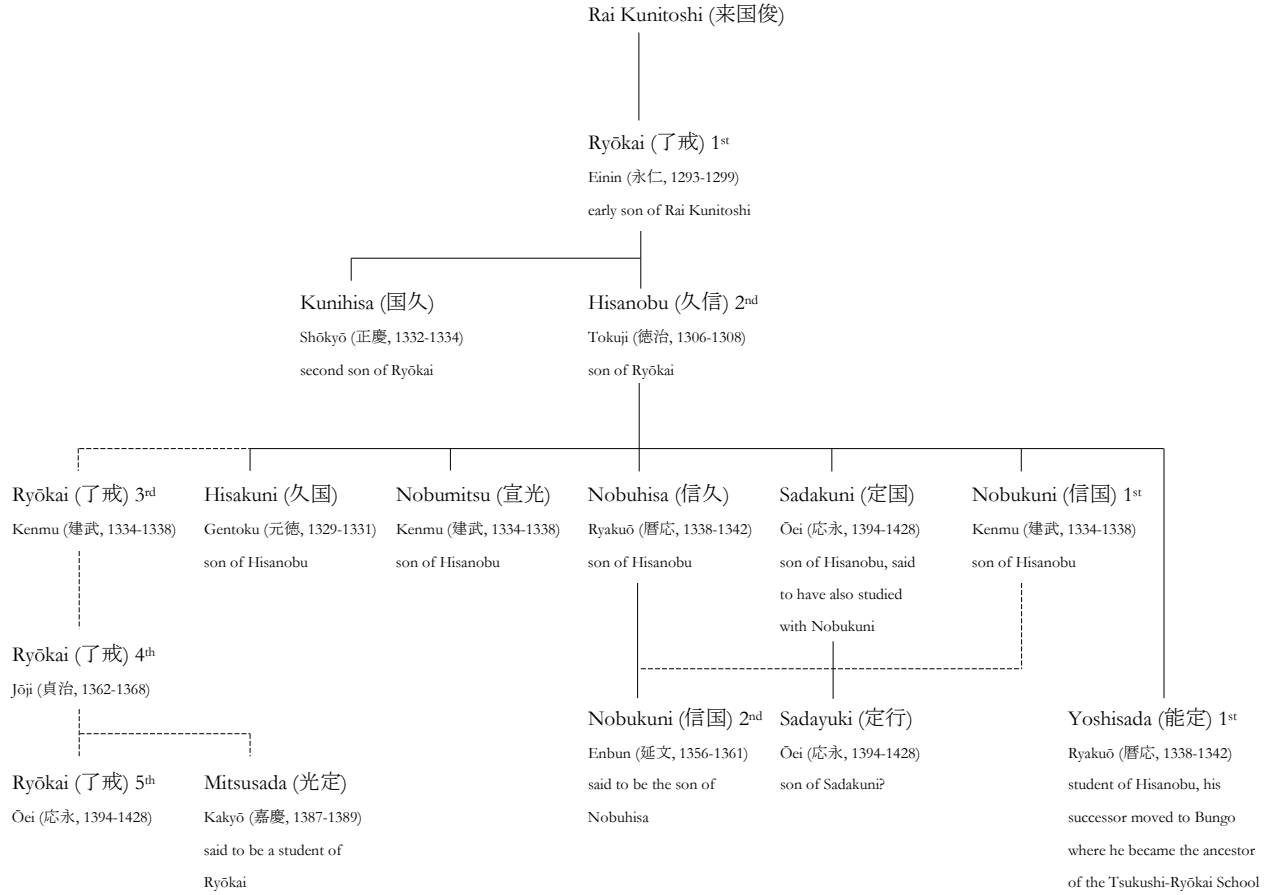 Rai Kunitoshi (来国俊)
Ryōkai (了戒) 1st
Einin (永仁, 1293-1299)
early son of Rai Kunitoshi
Kunihisa (国久)
Shōkyō (正慶, 1332-1334)
second son of Ryōkai
Hisanobu (久信) 2nd
Tokuji (徳治, 1306-1308)
son of Ryōkai
Ryōkai (了戒) 3rd
Kenmu (建武, 1334-1338)
Hisakuni (久国)
Gentoku (元徳, 1329-1331)
son of Hisanobu
Nobumitsu (宣光)
Kenmu (建武, 1334-1338)
son of Hisanobu
Nobuhisa (信久)
Ryakuō (暦応, 1338-1342)
son of Hisanobu
Sadakuni (定国)
Ōei (応永, 1394-1428)
son of Hisanobu, said
to have also studied
with Nobukuni
Nobukuni (信国) 1st
Kenmu (建武, 1334-1338)
son of Hisanobu
Ryōkai (了戒) 4th
Jōji (貞治, 1362-1368)
Nobukuni (信国) 2nd
Enbun (延文, 1356-1361)
said to be the son of
Nobuhisa
Sadayuki (定行)
Ōei (応永, 1394-1428)
son of Sadakuni?
Yoshisada (能定) 1st
Ryakuō (暦応, 1338-1342)
student of Hisanobu, his
successor moved to Bungo
where he became the ancestor
of the Tsukushi-Ryōkai School
Ryōkai (了戒) 5th
Ōei (応永, 1394-1428)
Mitsusada (光定)
Kakyō (嘉慶, 1387-1389)
said to be a student of
Ryōkai